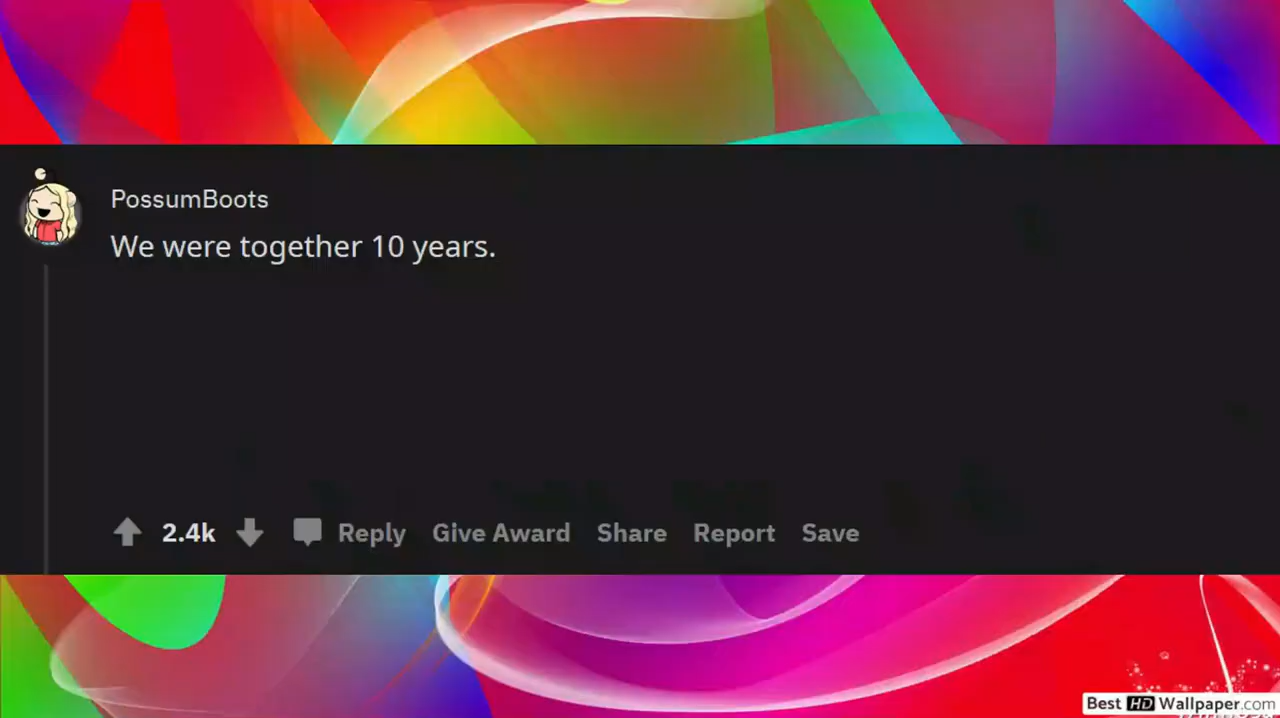 PossumBoots
We were together 10 years.
2.4k Reply Give Award Share Report Save
Best HD Wallpaper.com